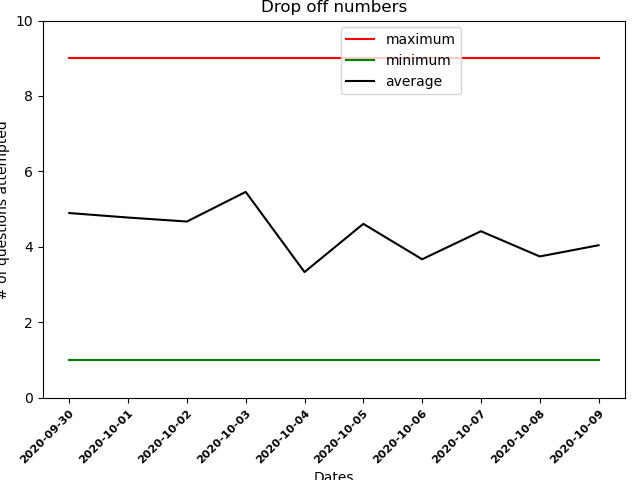 Drop off numbers
maximum
minimum
average
# of questions attempted
10
8
6
4
2
0
2020-09-30
2020-10-01
2020-10-02
2020-10-03
2020-10-04
2020-10-05
2020-10-06
2020-10-07
2020-10-08
2020-10-09
Dates